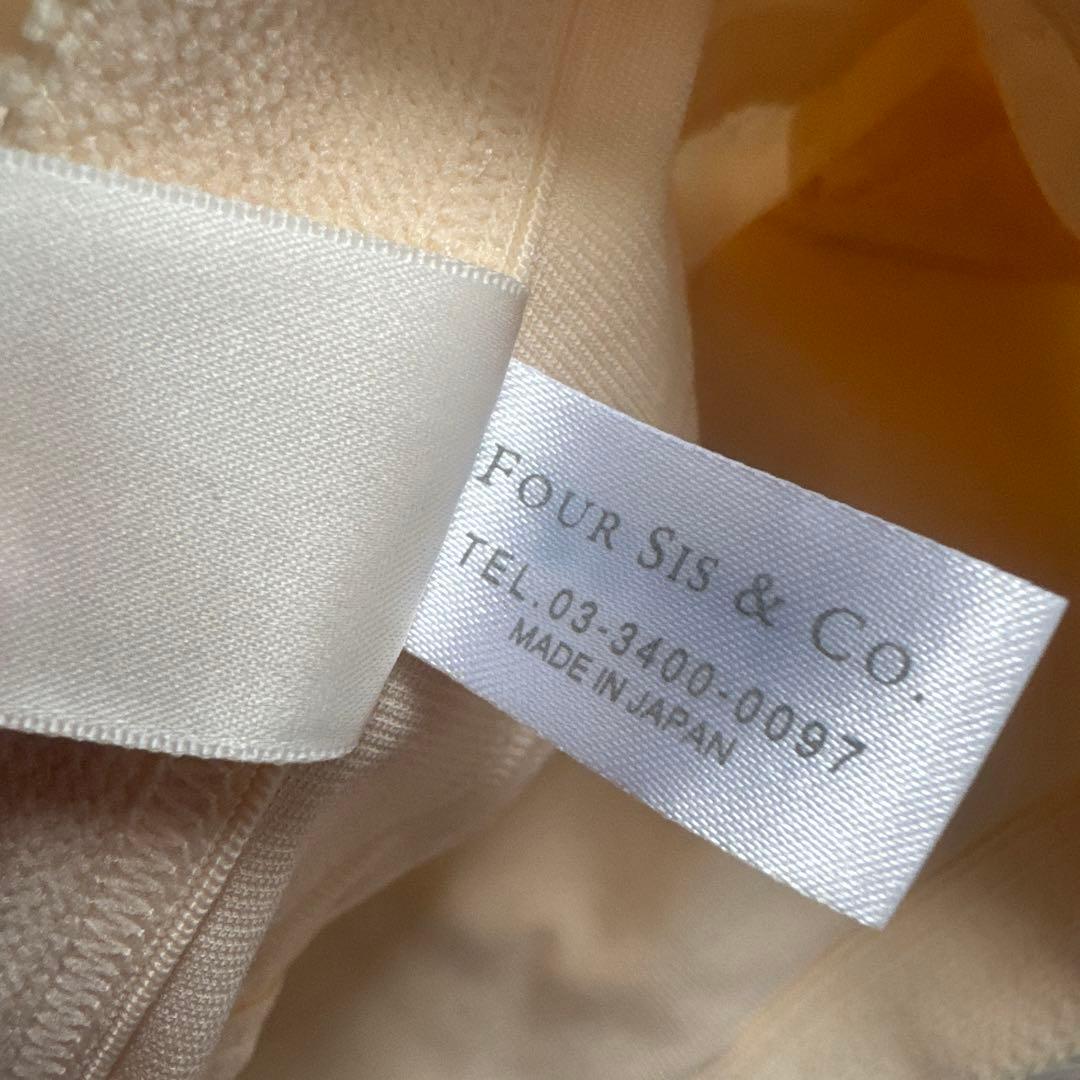 FOUR SIS & CO.
TEL.03-3400-0097
MADE IN JAPAN